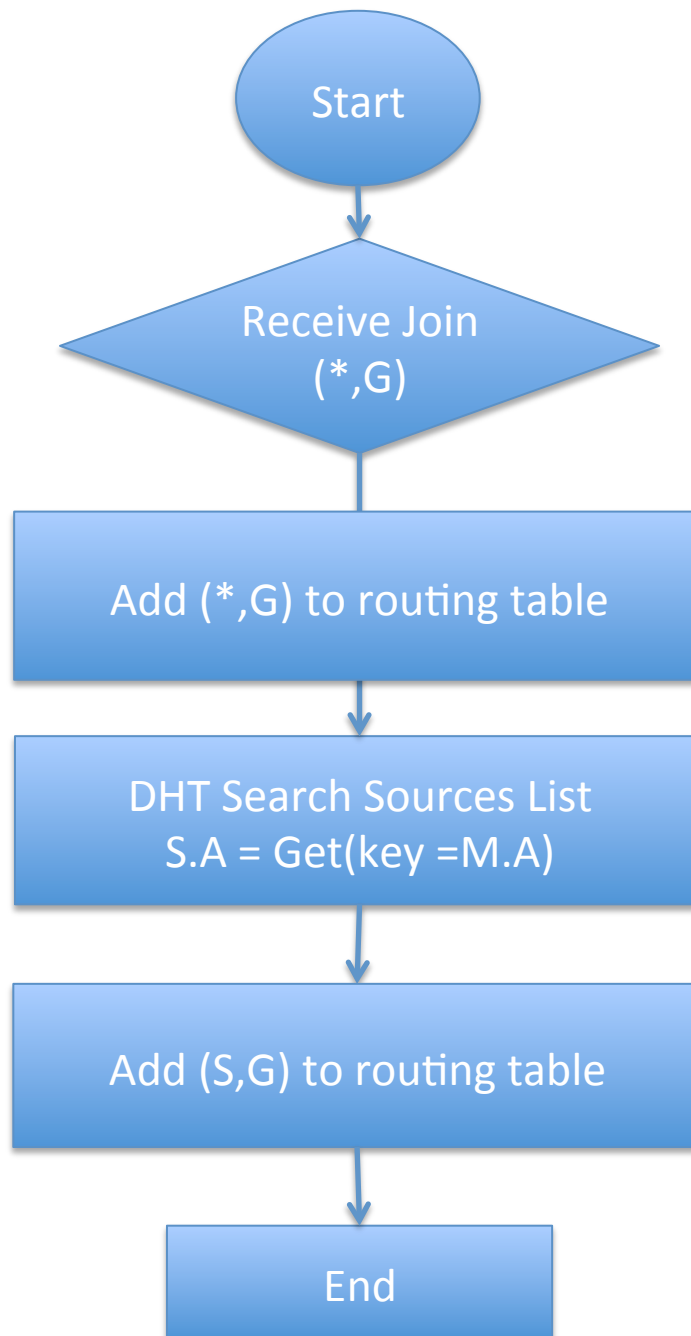 Start
Receive Join
(*,G)
Add (*,G) to routing table
DHT Search Sources List
S.A = Get(key =M.A)
Add (S,G) to routing table
End